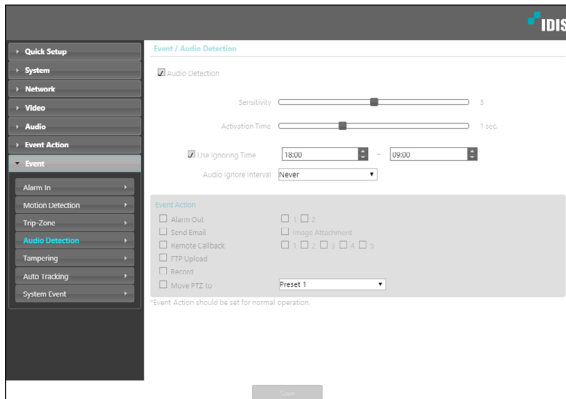 IDIS
Quick Setup
System
Network
Video
Audio
Event Action
Event
Alarm In
Motion Detection
Trip-Zone
Audio Detection
Tampering
Auto Tracking
System Event
Event / Audio Detection
Audio Detection
Sensitivity 3
Activation Time 1 sec.
Use Ignoring Time 18:00 ~ 09:00
Audio Ignore Interval Never
Event Action
Alarm Out 1 2
Send Email Image Attachment
Remote Callback 1 2 3 4 5
FTP Upload
Record
Move PTZ to: Preset 1
*Event Action should be set for normal operation.
Save